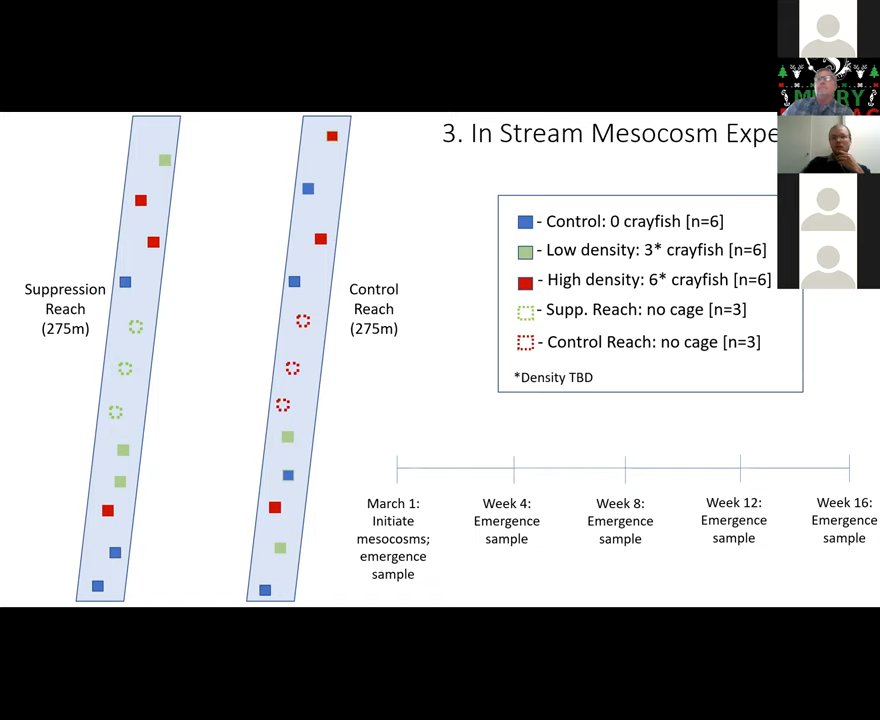 3. In Stream Mesocosm Expe
Suppression
Reach
(275m)
Control
Reach
(275m)
- Control: 0 crayfish [n=6]
- Low density: 3* crayfish [n=6]
- High density: 6* crayfish [n=6]
- Supp. Reach: no cage [n=3]
- Control Reach: no cage [n=3]
*Density TBD
March 1:
Initiate
mesocosms;
emergence
sample
Week 4:
Emergence
sample
Week 8:
Emergence
sample
Week 12:
Emergence
sample
Week 16:
Emergence
sample